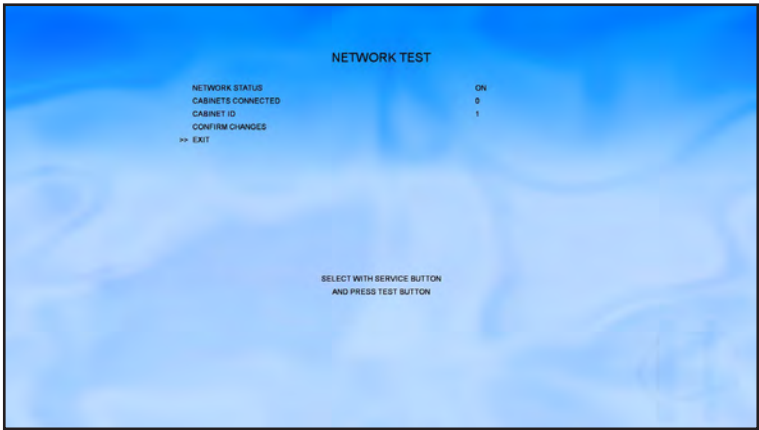 NETWORK TEST
NETWORK STATUS ON
CABINETS CONNECTED 0
CABINET ID 1
CONFIRM CHANGES
>> EXIT
SELECT WITH SERVICE BUTTON
AND PRESS TEST BUTTON